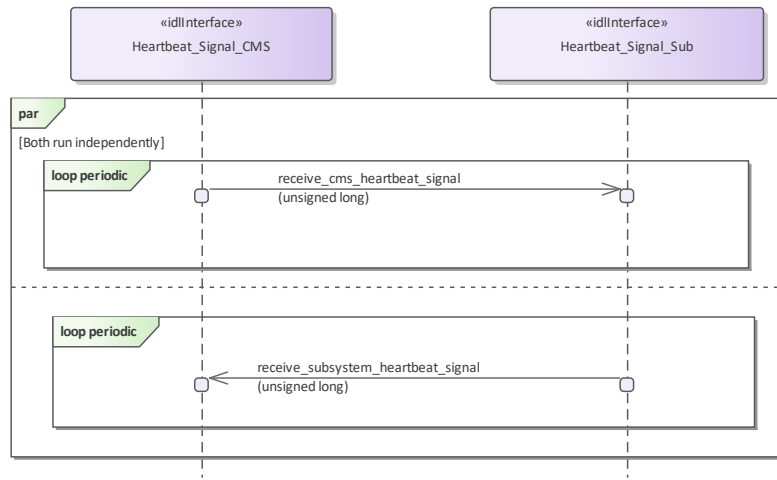 «idlInterface»
Heartbeat_Signal_CMS
«idlInterface»
Heartbeat_Signal_Sub
par
[Both run independently]
loop periodic
receive_cms_heartbeat_signal
(unsigned long)
loop periodic
receive_subsystem_heartbeat_signal
(unsigned long)